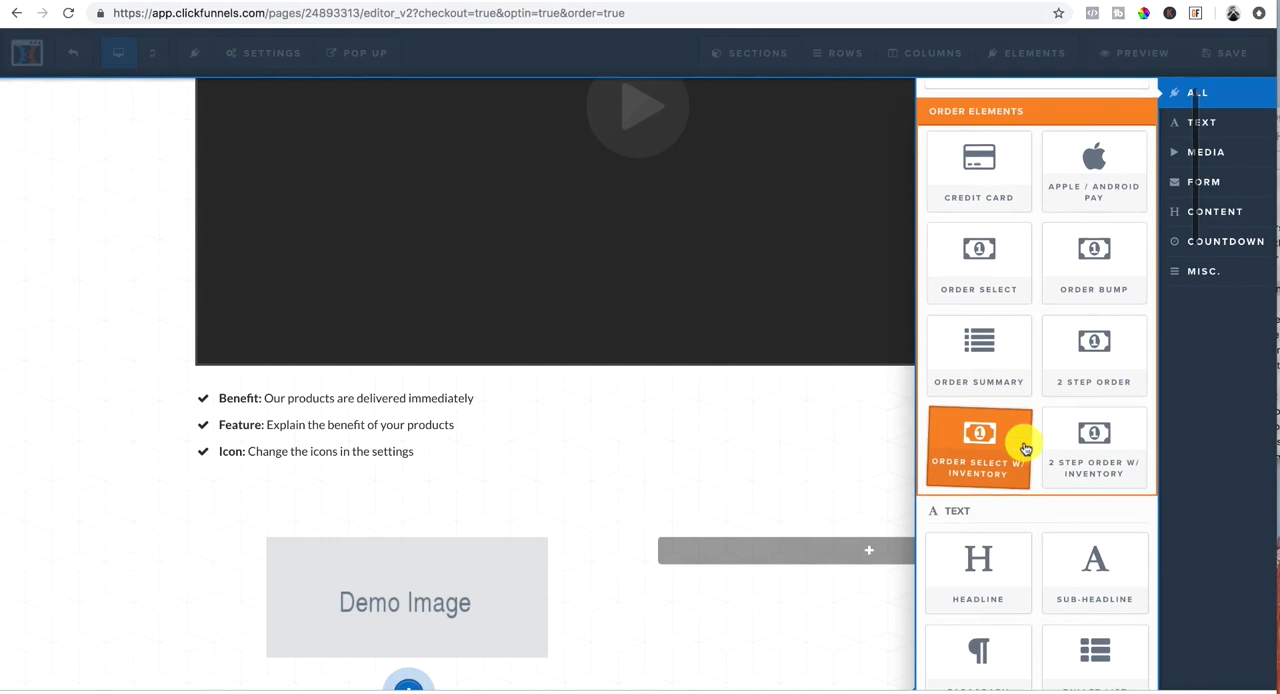 https://app.clickfunnels.com/pages/24893313/editor_v2?checkout=true&optin=true&order=true
SETTINGS
POP UP
SECTIONS
ROWS
COLUMNS
ELEMENTS
PREVIEW
SAVE
ORDER ELEMENTS
CREDIT CARD
APPLE / ANDROID
PAY
ORDER SELECT
ORDER BUMP
ORDER SUMMARY
2 STEP ORDER
ORDER SELECT W/
INVENTORY
2 STEP ORDER W/
INVENTORY
TEXT
HEADLINE
SUB-HEADLINE
ALL
TEXT
MEDIA
FORM
CONTENT
COUNTDOWN
MISC.
Benefit: Our products are delivered immediately
Feature: Explain the benefit of your products
Icon: Change the icons in the settings
Demo Image